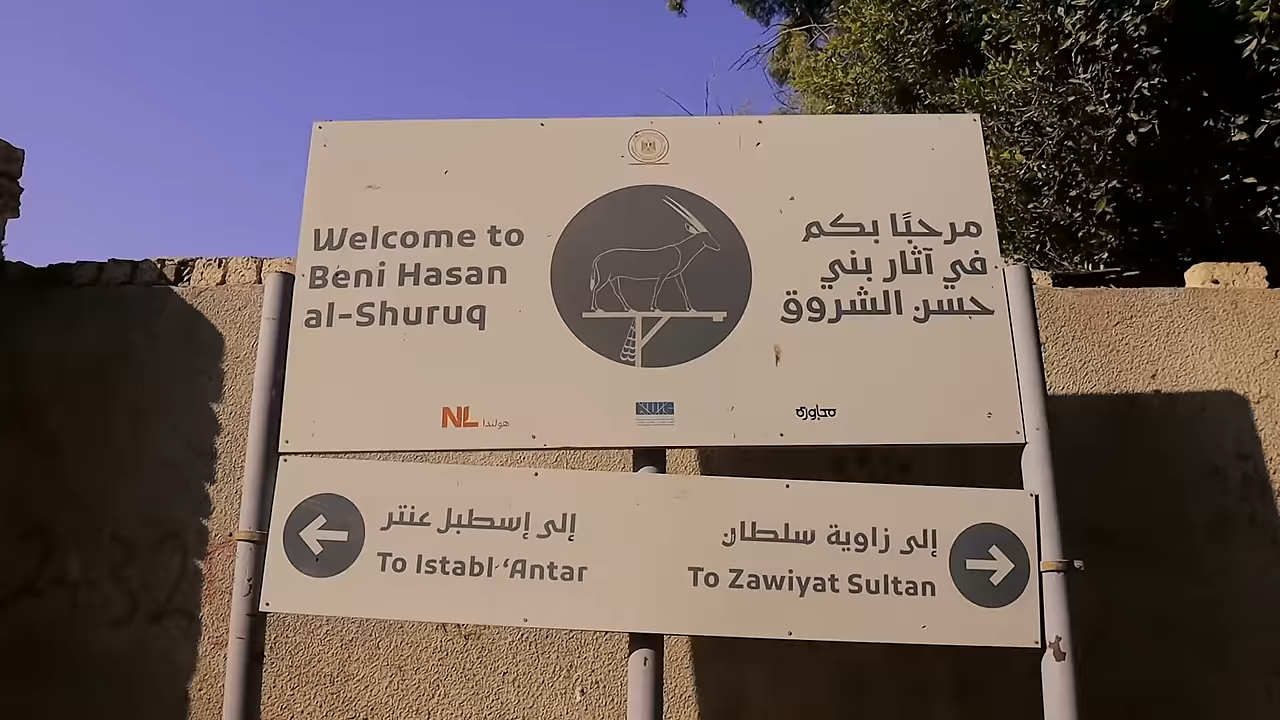 Welcome to
Beni Hasan
al-Shuruq
مرحبًا بكم
في آثار بني
حسن الشروق
NL هولندا
مجاورة
إلى إسطبل عنتر
To Istabl ‘Antar
إلى زاوية سلطان
To Zawiyat Sultan